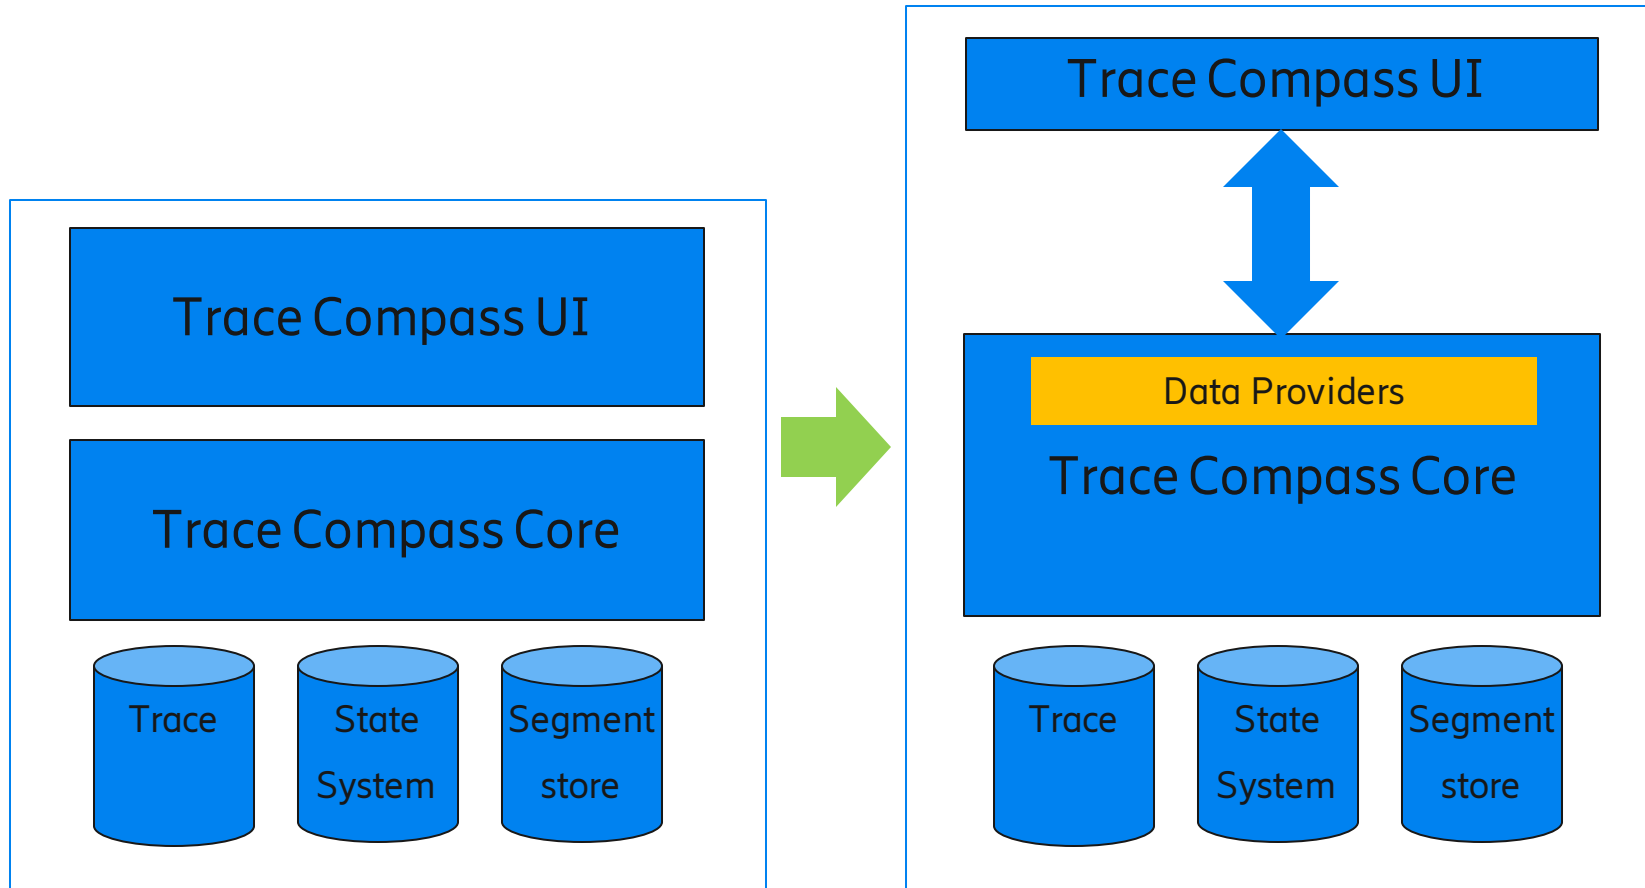 Trace Compass UI
Trace Compass Core
Trace
State
System
Segment
store
Trace Compass UI
Data Providers
Trace Compass Core
Trace
State
System
Segment
store